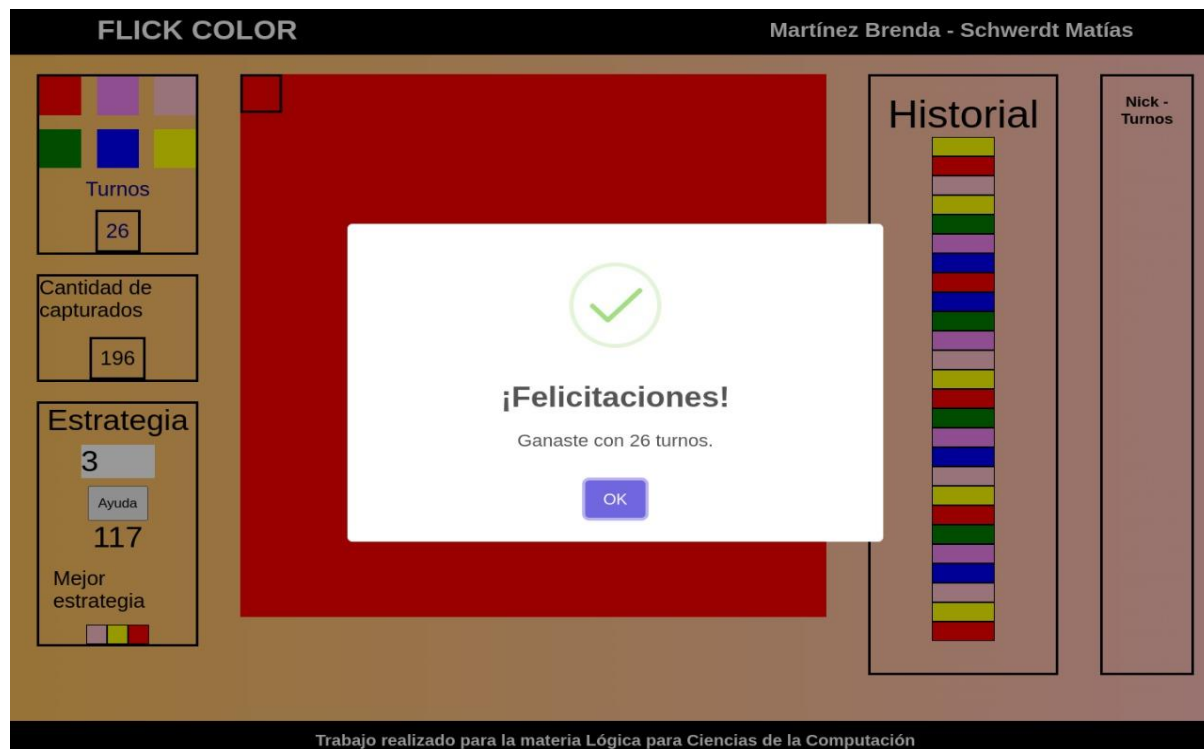 FLICK COLOR
Martínez Brenda - Schwerdt Matías
Turnos
26
Cantidad de
capturados
196
Estrategia
3
Ayuda
117
Mejor
estrategia
¡Felicitaciones!
Ganaste con 26 turnos.
OK
Historial
Nick -
Turnos
Trabajo realizado para la materia Lógica para Ciencias de la Computación